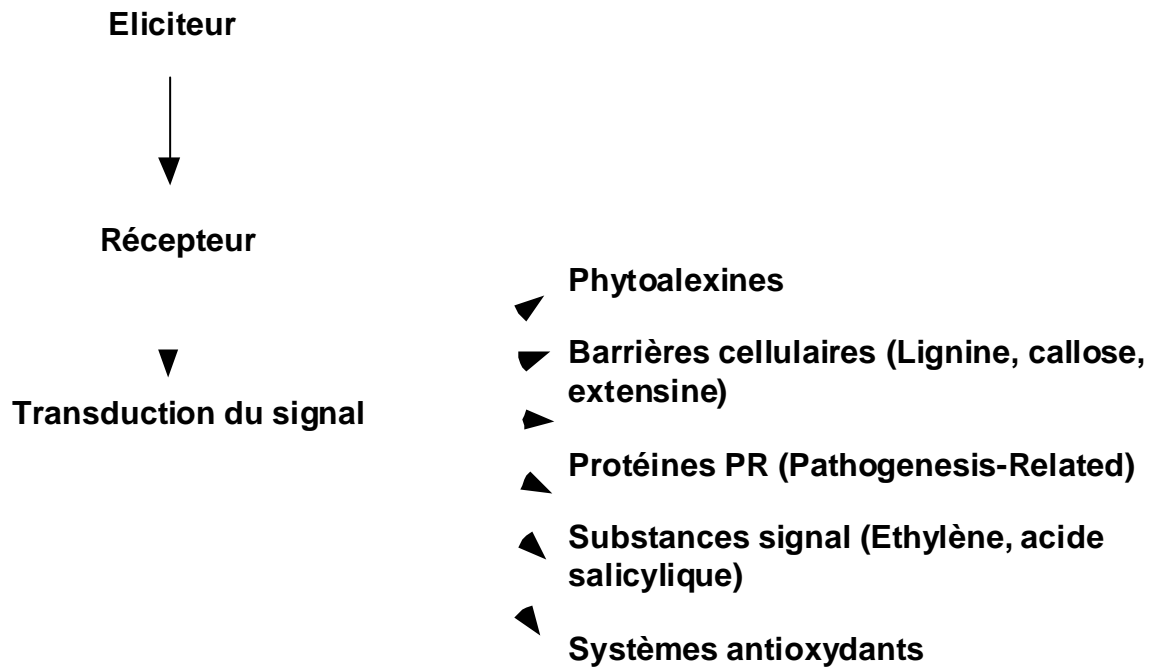 Eliciteur
Récepteur
Transduction du signal
Phytoalexines
Barrières cellulaires (Lignine, callose,
extensine)
Protéines PR (Pathogenesis-Related)
Substances signal (Ethylène, acide
salicylique)
Systèmes antioxydants